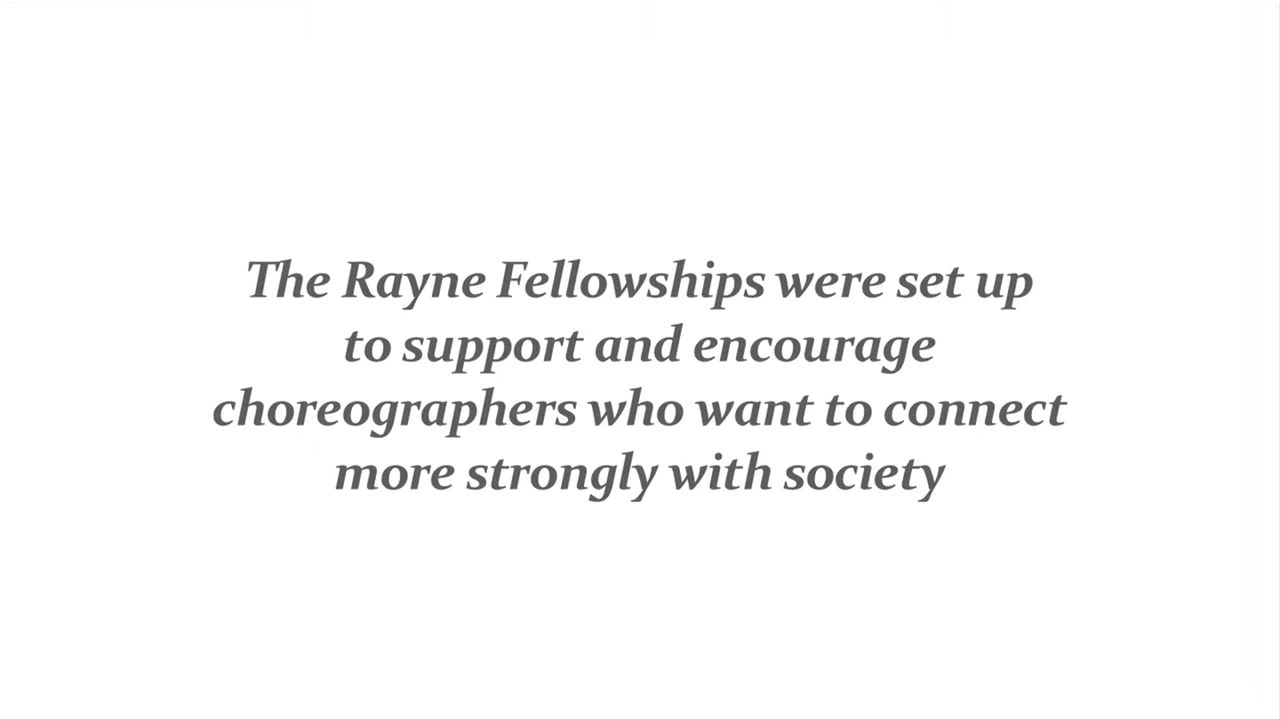 The Rayne Fellowships were set up
to support and encourage
choreographers who want to connect
more strongly with society